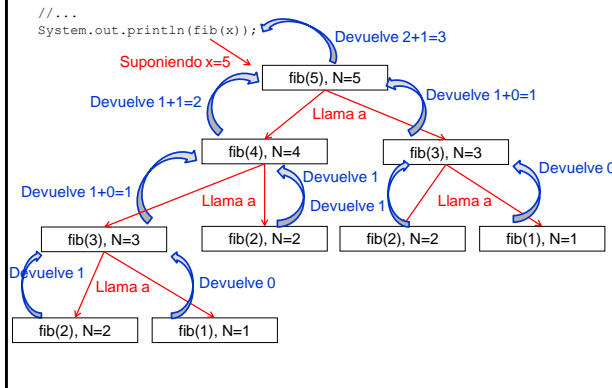 //...
System.out.println(fib(x));
Devuelve 2+1=3
Suponiendo x=5
fib(5), N=5
Devuelve 1+1=2
Devuelve 1+0=1
Llama a
fib(4), N=4
fib(3), N=3
Devuelve 1
Devuelve 0
Devuelve 1+0=1
Llama a
Devuelve 1
Llama a
fib(3), N=3
fib(2), N=2
fib(2), N=2
fib(1), N=1
Devuelve 1
Llama a
Devuelve 0
fib(2), N=2
fib(1), N=1